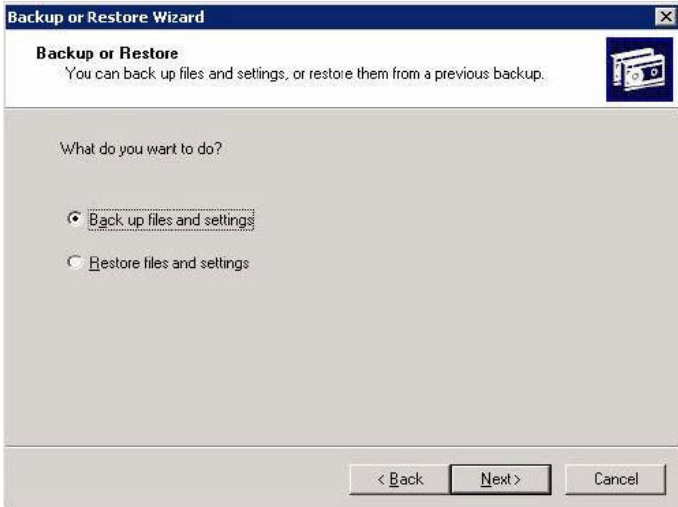 Backup or Restore Wizard
Backup or Restore
You can back up files and settings, or restore them from a previous backup.
What do you want to do?
Back up files and settings
Restore files and settings
< Back Next > Cancel